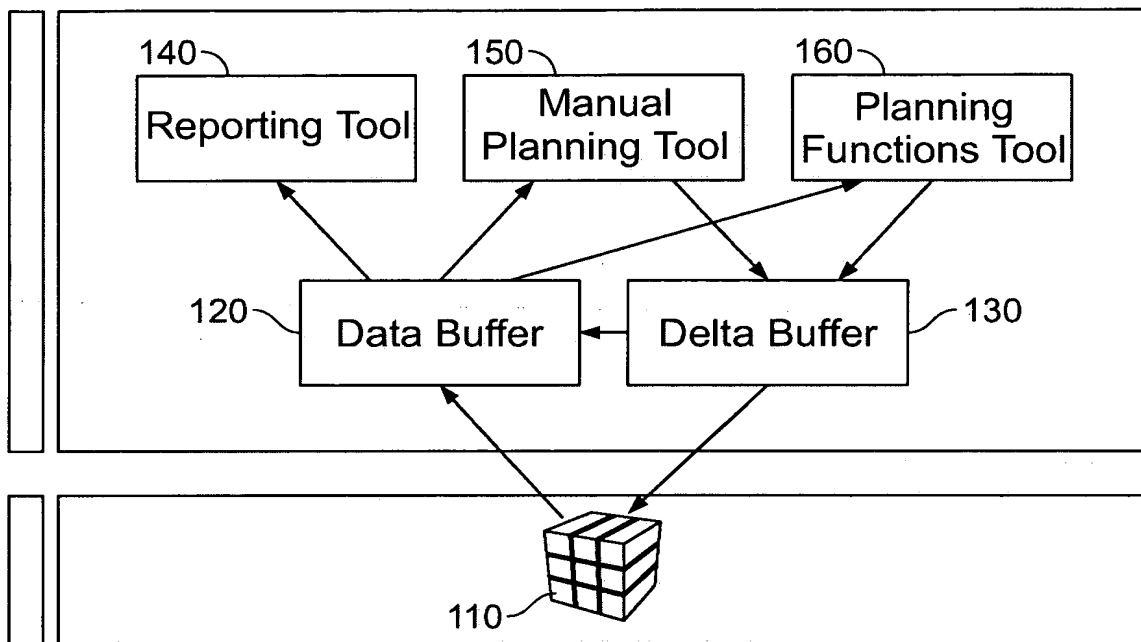 140
150
160
Reporting Tool
Manual
Planning Tool
Planning
Functions Tool
120
Data Buffer
Delta Buffer
130
110